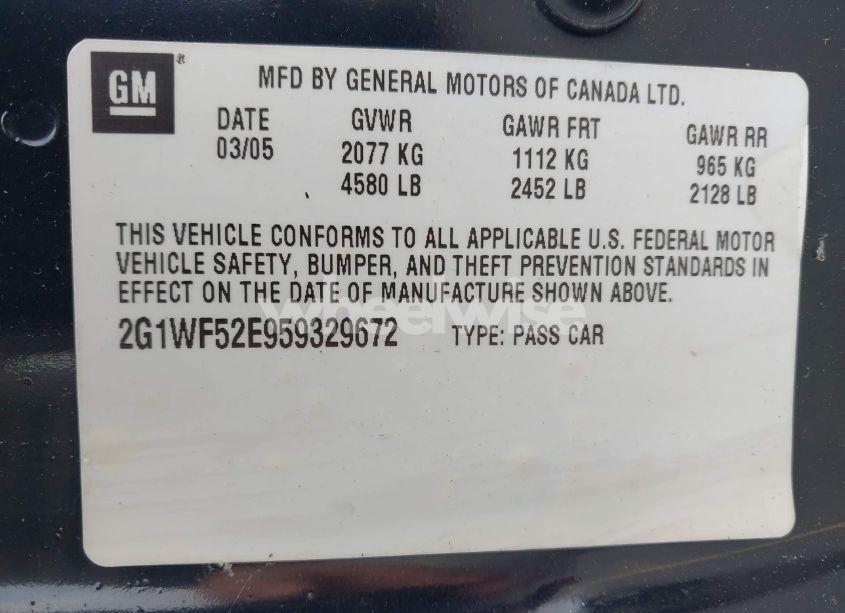 GM ® MFD BY GENERAL MOTORS OF CANADA LTD.
DATE GVWR GAWR FRT GAWR RR
03/05 2077 KG 1112 KG 965 KG
4580 LB 2452 LB 2128 LB
THIS VEHICLE CONFORMS TO ALL APPLICABLE U.S. FEDERAL MOTOR
VEHICLE SAFETY, BUMPER, AND THEFT PREVENTION STANDARDS IN
EFFECT ON THE DATE OF MANUFACTURE SHOWN ABOVE.
wheelwise
2G1WF52E959329672 TYPE: PASS CAR